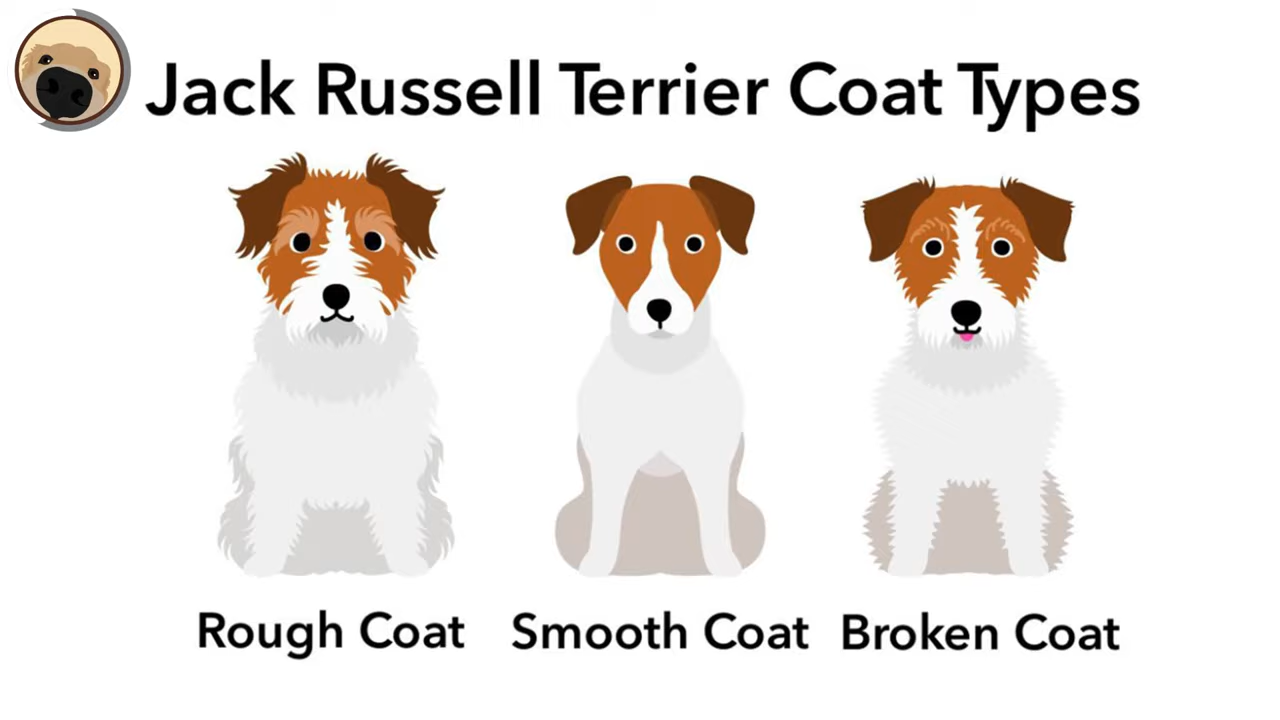 Jack Russell Terrier Coat Types
Rough Coat
Smooth Coat
Broken Coat